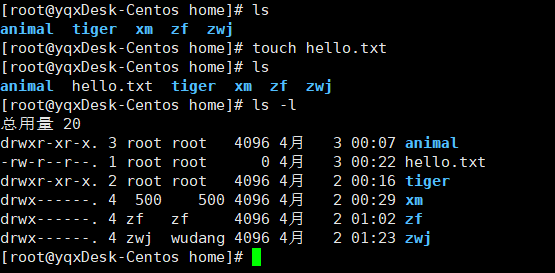 [root@yqxDesk-Centos home]# ls
animal  tiger  xm  zf  zwj
[root@yqxDesk-Centos home]# touch hello.txt
[root@yqxDesk-Centos home]# ls
animal  hello.txt  tiger  xm  zf  zwj
[root@yqxDesk-Centos home]# ls -l
总用量 20
drwxr-xr-x. 3 root root   4096 4月   3 00:07 animal
-rw-r--r--. 1 root root      0 4月   3 00:22 hello.txt
drwxr-xr-x. 2 root root   4096 4月   2 00:16 tiger
drwx------. 4  500    500 4096 4月   2 00:29 xm
drwx------. 4 zf   zf     4096 4月   2 01:02 zf
drwx------. 4 zwj  wudang 4096 4月   2 01:23 zwj
[root@yqxDesk-Centos home]#